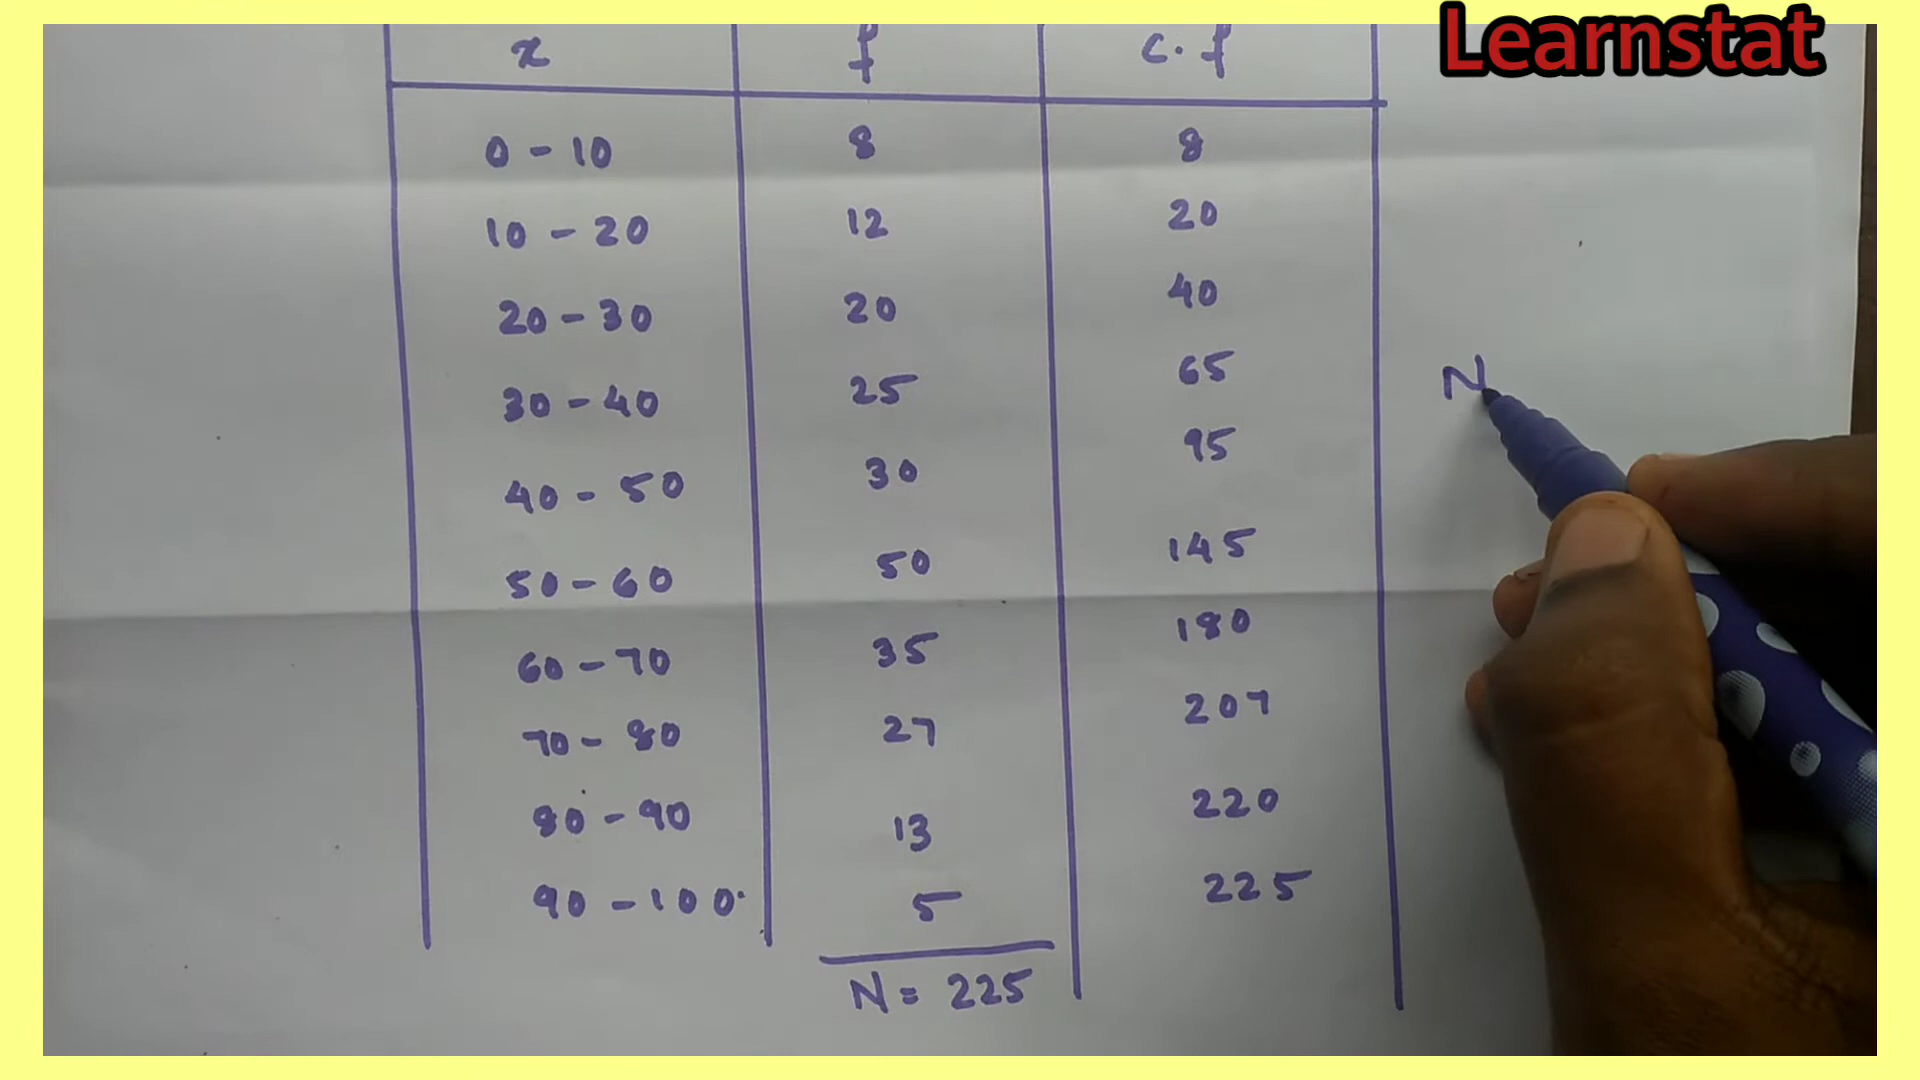 Learnstat
x f c.f
0 - 10 8 8
10 - 20 12 20
20 - 30 20 40
30 - 40 25 65
40 - 50 30 95
50 - 60 50 145
60 - 70 35 180
70 - 80 27 207
80 - 90 13 220
90 - 100 5 225
N = 225
N